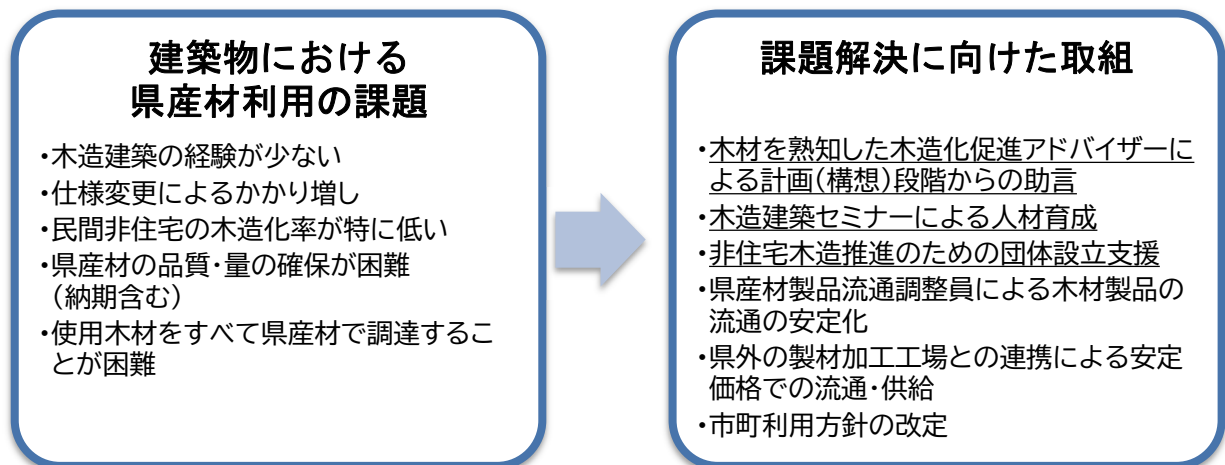 建築物における
県産材利用の課題
・木造建築の経験が少ない
・仕様変更によるかかり増し
・民間非住宅の木造化率が特に低い
・県産材の品質・量の確保が困難
（納期含む）
・使用木材をすべて県産材で調達するこ
とが困難
課題解決に向けた取組
・木材を熟知した木造化促進アドバイザーに
よる計画（構想）段階からの助言
・木造建築セミナーによる人材育成
・非住宅木造推進のための団体設立支援
・県産材製品流通調整員による木材製品の
流通の安定化
・県外の製材加工工場との連携による安定
価格での流通・供給
・市町利用方針の改定